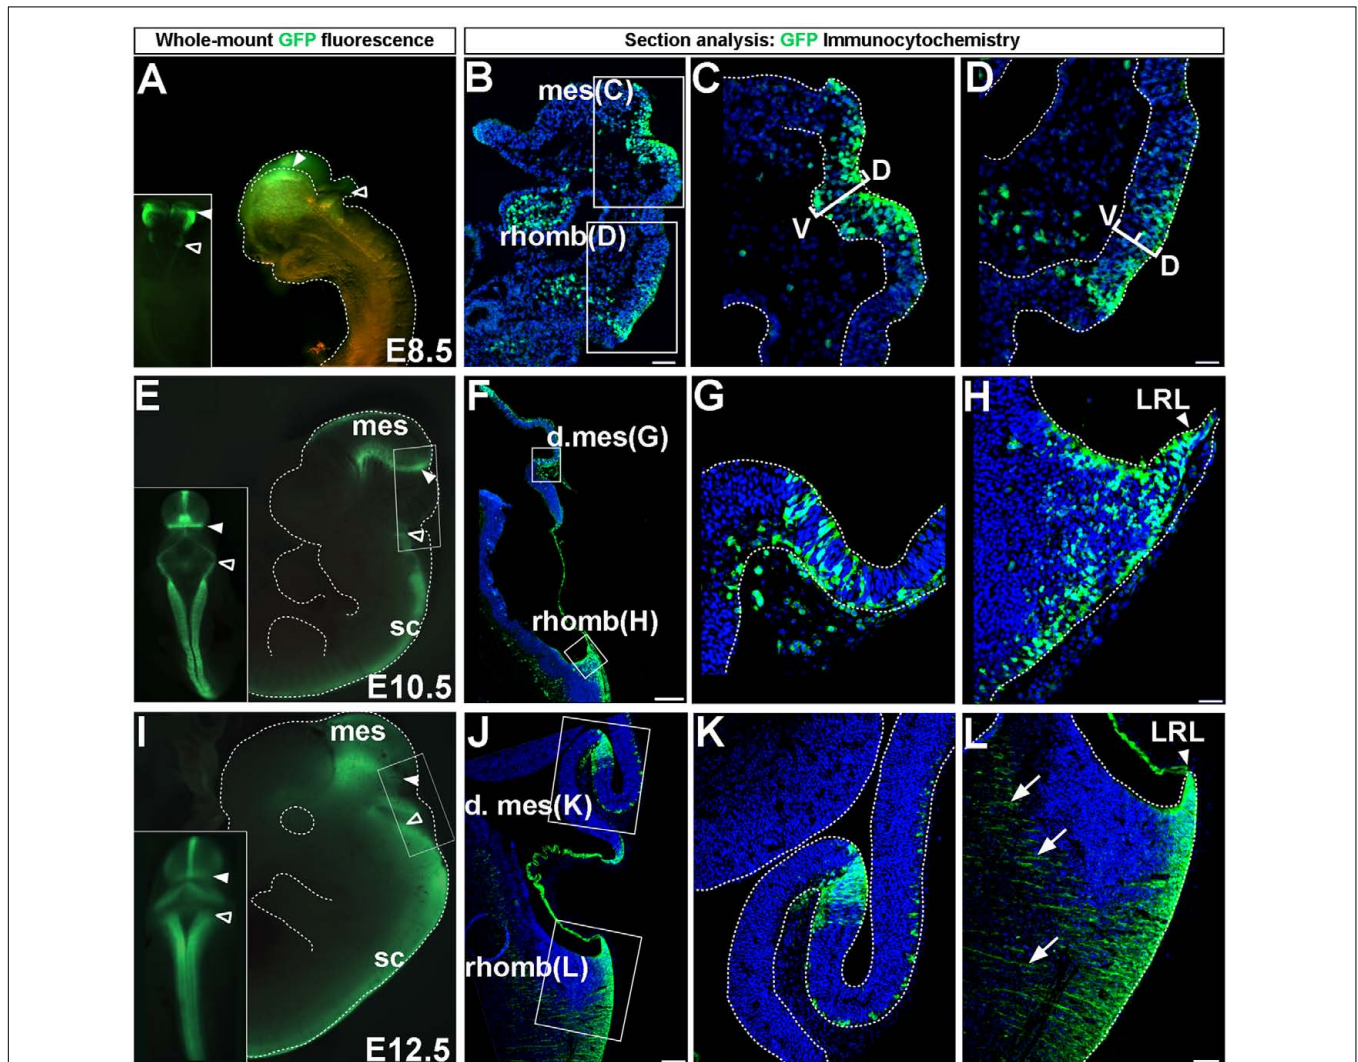 Whole-mount GFP fluorescence
Section analysis: GFP Immunocytochemistry
A
E8.5
B
mes(C)
rhomb(D)
C
D
V
D
V
D
E
mes
sc
E10.5
F
d.mes(G)
rhomb(H)
G
H
LRL
I
mes
sc
E12.5
J
d. mes(K)
rhomb(L)
K
L
LRL